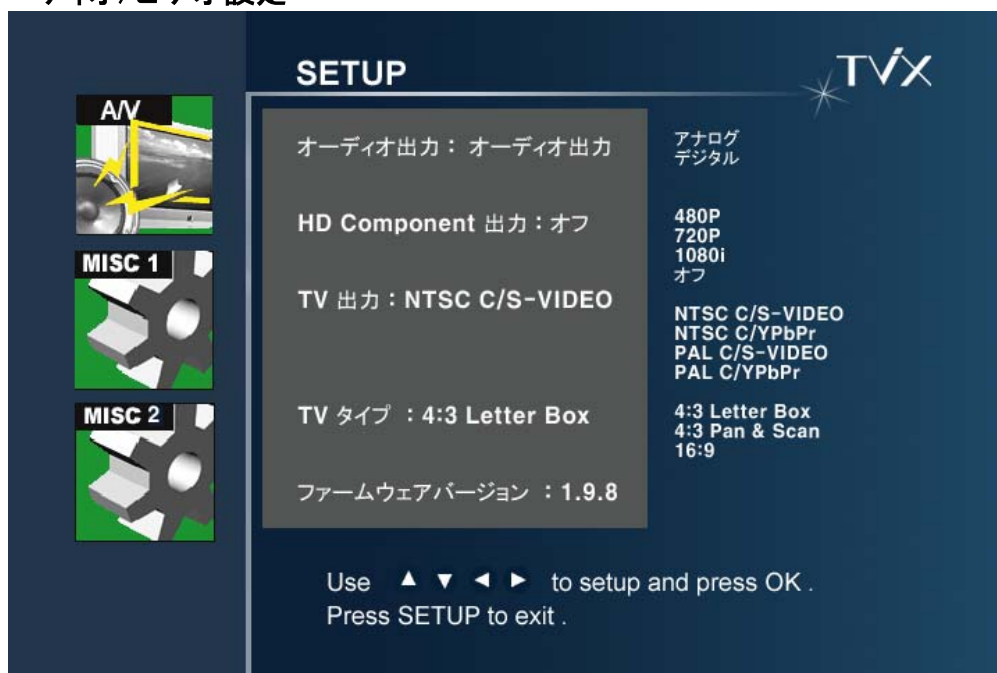 設定
SETUP
TViX
A/V
オーディオ出力： オーディオ出力
アナログ
デジタル
HD Component 出力：オフ
480P
720P
1080i
オフ
MISC 1
TV 出力：NTSC C/S-VIDEO
NTSC C/S-VIDEO
NTSC C/YPbPr
PAL C/S-VIDEO
PAL C/YPbPr
MISC 2
TV タイプ ：4:3 Letter Box
4:3 Letter Box
4:3 Pan & Scan
16:9
ファームウェアバージョン ：1.9.8
Use ▲ ▼ ◀ ▶ to setup and press OK .
Press SETUP to exit .